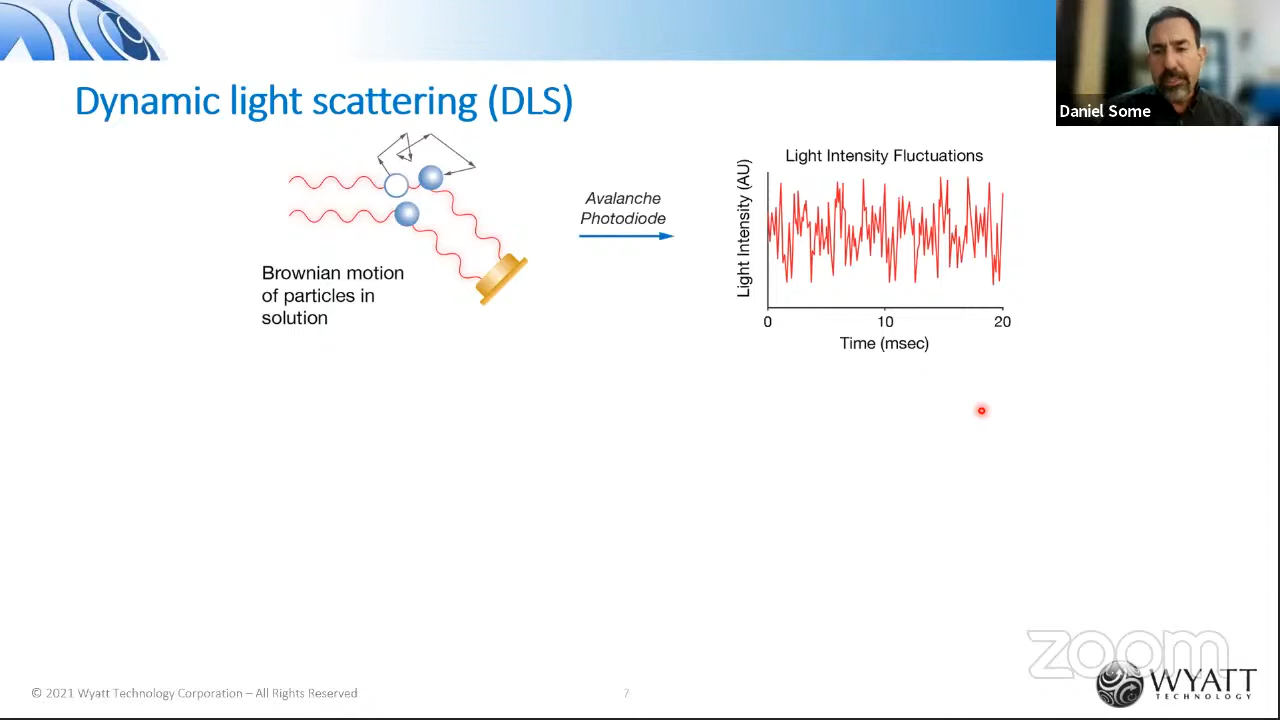 Daniel Some
Dynamic light scattering (DLS)
Brownian motion
of particles in
solution
Avalanche
Photodiode
Light Intensity Fluctuations
Light Intensity (AU)
0
10
20
Time (msec)
zoom
© 2021 Wyatt Technology Corporation – All Rights Reserved
7
WYATT
TECHNOLOGY